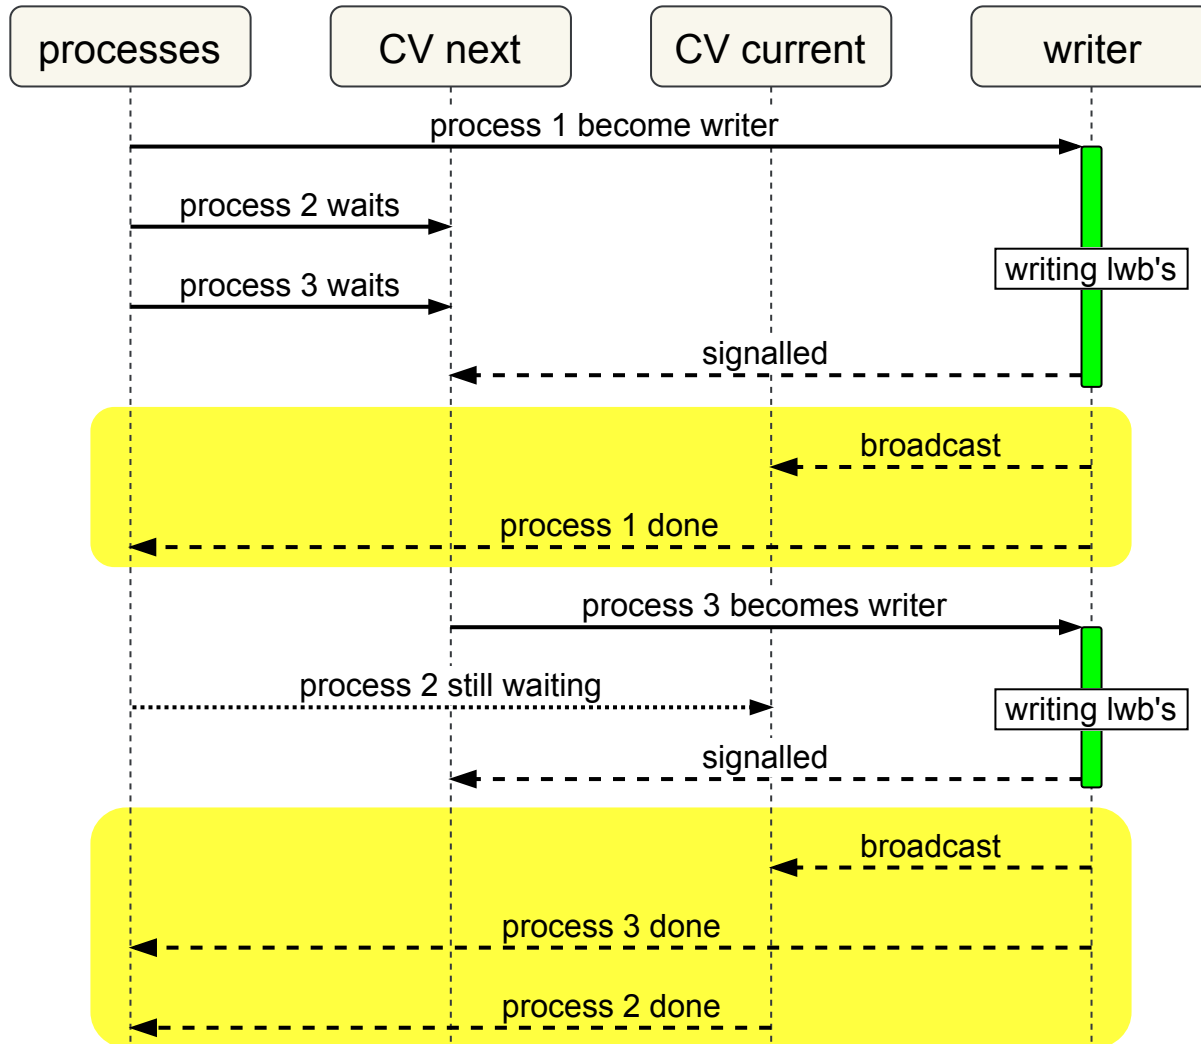 processes
CV next
CV current
writer
process 1 become writer
process 2 waits
writing lwb's
process 3 waits
signalled
broadcast
process 1 done
process 3 becomes writer
process 2 still waiting
writing lwb's
signalled
broadcast
process 3 done
process 2 done